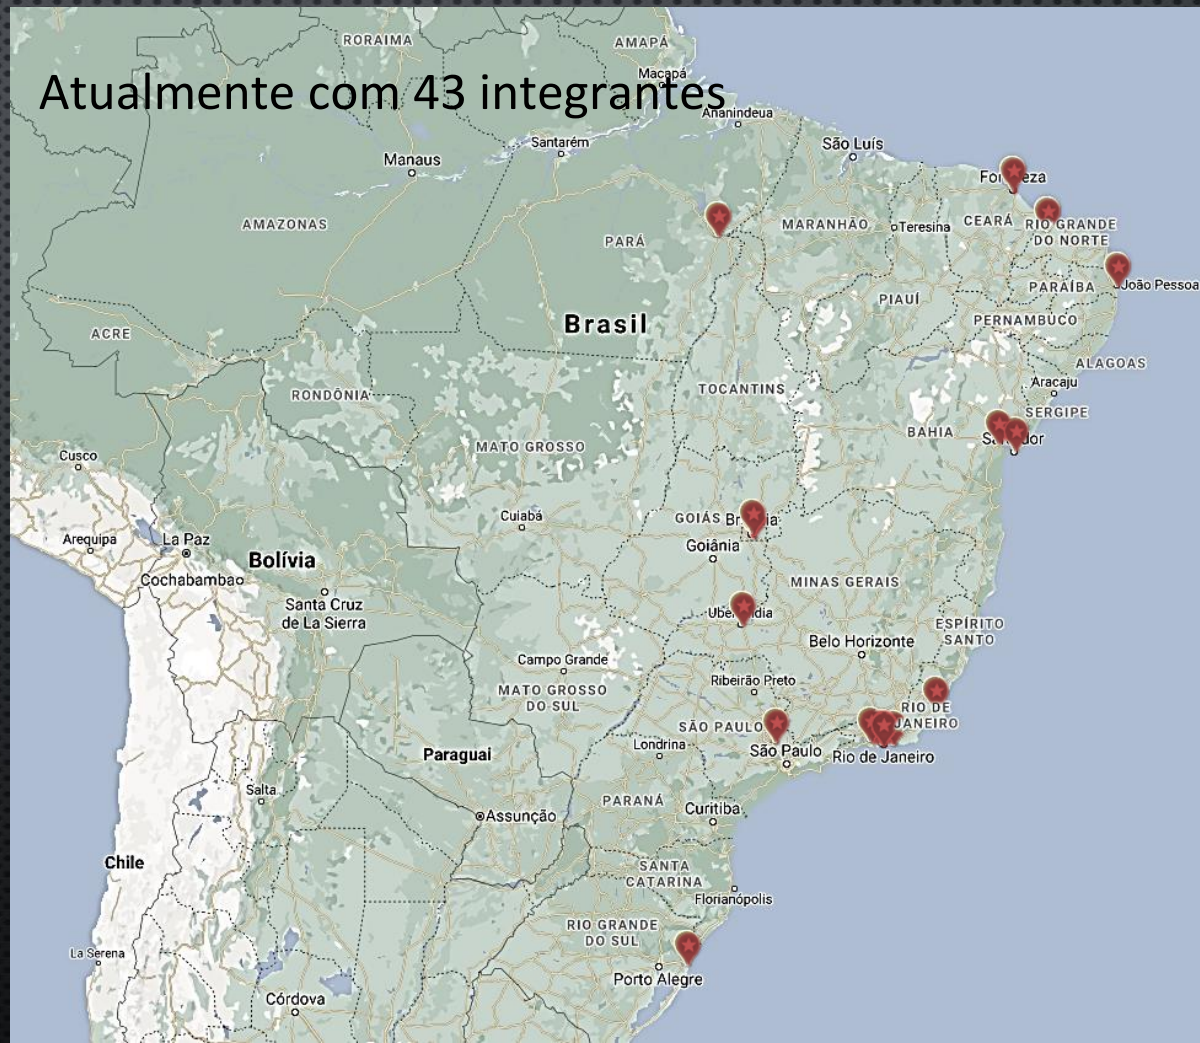 RORAIMA
AMAPÁ
Macapá
Atualmente com 43 integrantes
Ananindeua
Santarém
São Luís
Manaus
AMAZONAS
PARÁ
MARANHÃO
Teresina
CEARÁ
RIO GRANDE
DO NORTE
PARAÍBA
João Pessoa
PIAUÍ
PERNAMBUCO
Brasil
ACRE
ALAGOAS
Aracaju
SERGIPE
TOCANTINS
RONDÔNIA
BAHIA
MATO GROSSO
Cusco
Cuiabá
GOIÁS
Goiânia
Arequipa
La Paz
Bolívia
Cochabamba
MINAS GERAIS
Santa Cruz
de La Sierra
ESPÍRITO
SANTO
Belo Horizonte
Campo Grande
Ribeirão Preto
MATO GROSSO
DO SUL
RIO DE
JANEIRO
SÃO PAULO
São Paulo
Rio de Janeiro
Londrina
Paraguai
Salta
PARANÁ
Curitiba
Assunção
Chile
SANTA
CATARINA
Florianópolis
RIO GRANDE
DO SUL
La Serena
Porto Alegre
Córdova